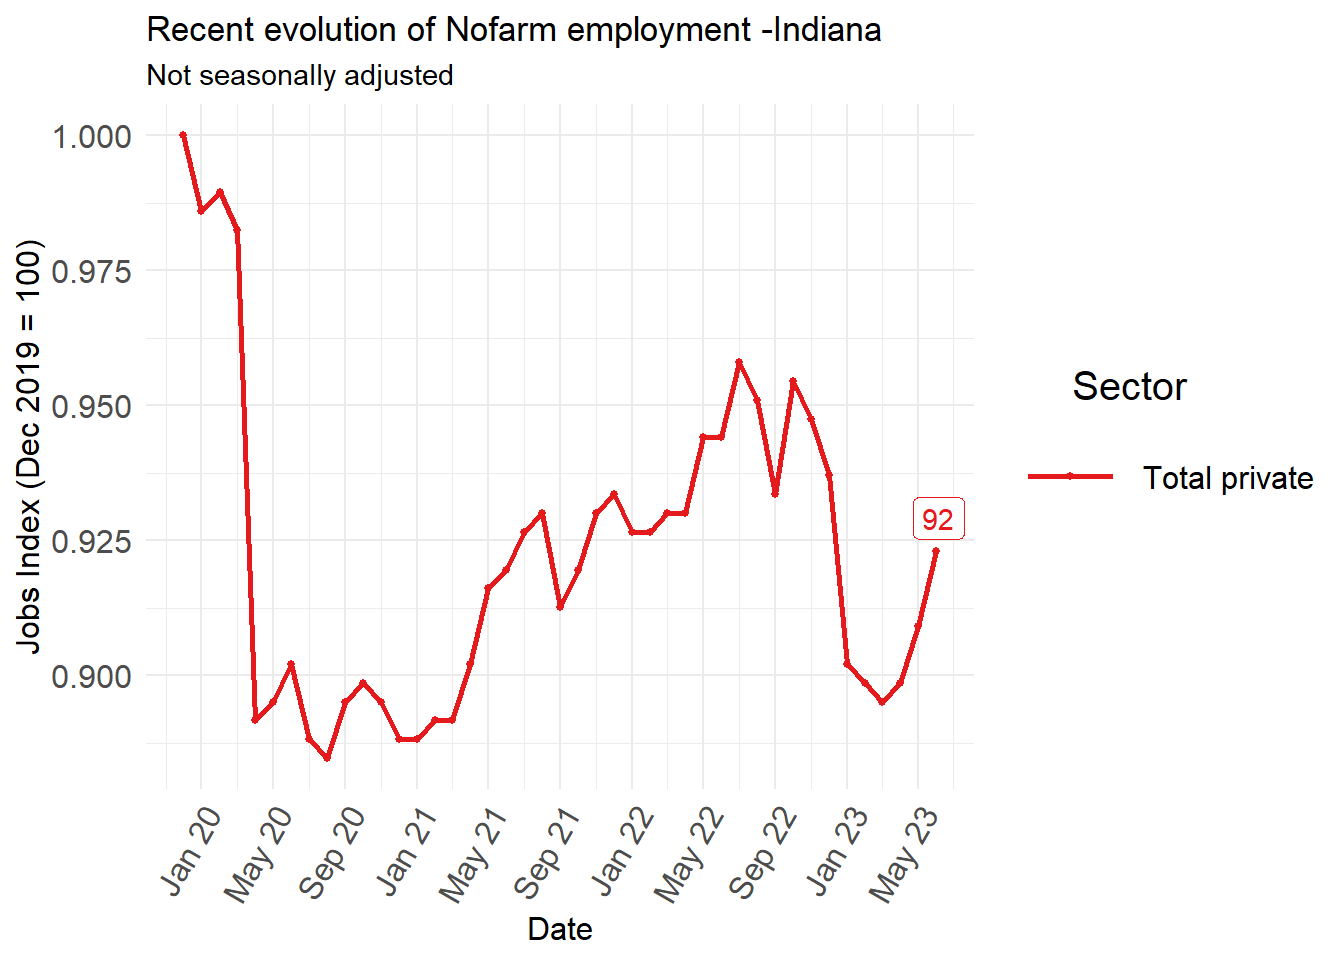 Recent evolution of Nofarm employment -Indiana
Not seasonally adjusted
Jobs Index (Dec 2019 = 100)
1.000
0.975
0.950
0.925
0.900
92
Jan 20
May 20
Sep 20
Jan 21
May 21
Sep 21
Jan 22
May 22
Sep 22
Jan 23
May 23
Date
Sector
Total private